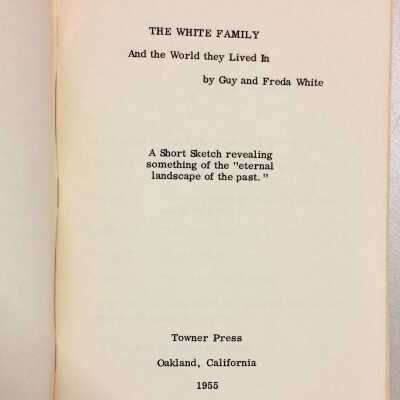 THE WHITE FAMILY
And the World they Lived In
by Guy and Freda White
A Short Sketch revealing
something of the "eternal
landscape of the past."
Towner Press
Oakland, California
1955